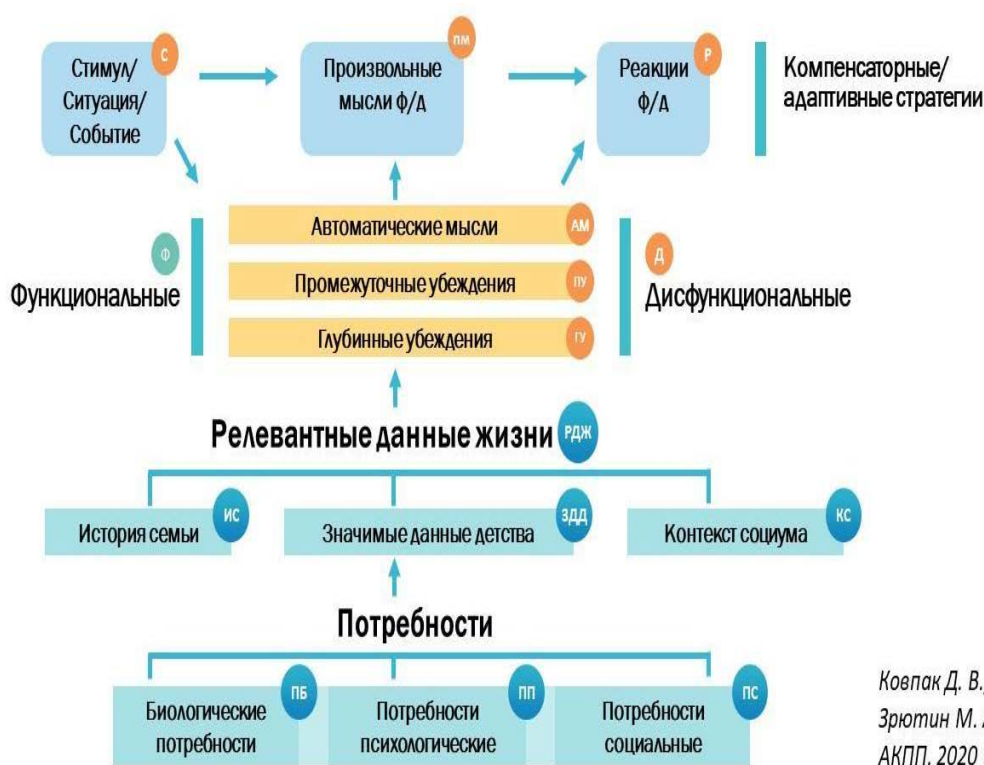 С
пм
Р
Стимул/
Ситуация/
Событие
Произвольные
мысли ф/д
Реакции
ф/д
Компенсаторные/
адаптивные стратегии
Автоматические мысли
АМ
Ф
Функциональные
Промежуточные убеждения
ПУ
Д
Дисфункциональные
Глубинные убеждения
ГУ
Релевантные данные жизни
РДЖ
История семьи
ИС
Значимые данные детства
ЗДД
Контекст социума
КС
Потребности
Биологические
потребности
ПБ
Потребности
психологические
ПП
Потребности
социальные
ПС
Ковпак Д. В.,
Зрютин М.
АКПП, 2020